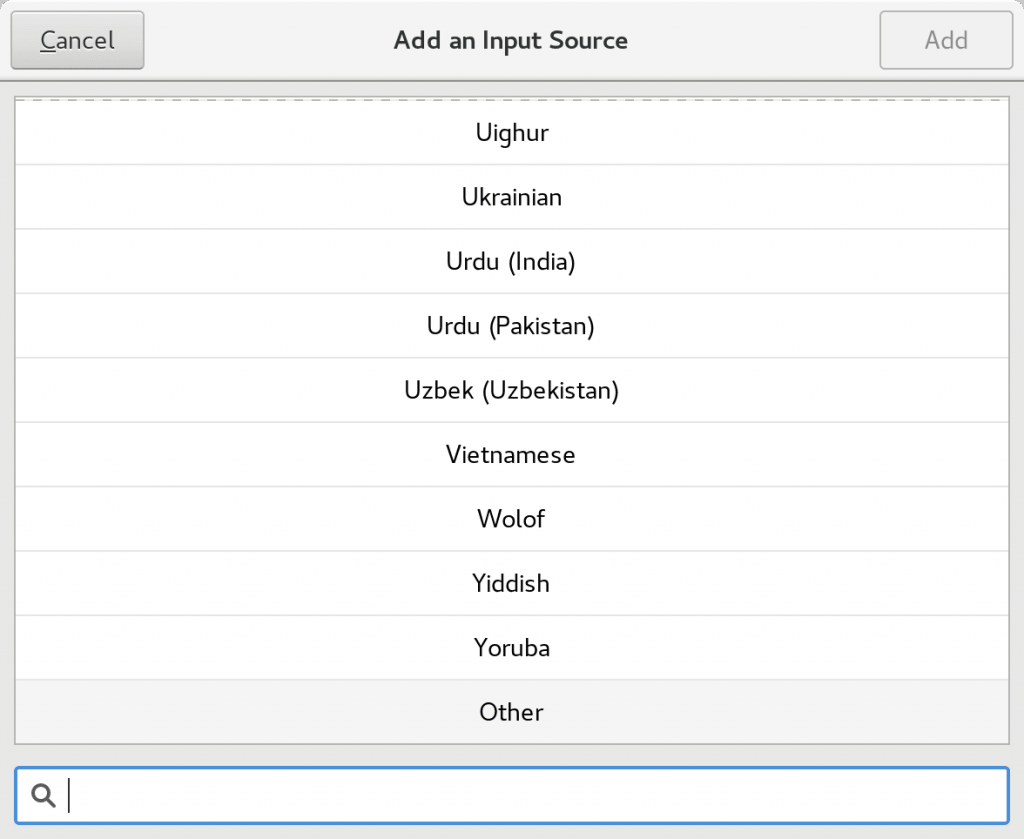 Cancel
Add an Input Source
Add
Uighur
Ukrainian
Urdu (India)
Urdu (Pakistan)
Uzbek (Uzbekistan)
Vietnamese
Wolof
Yiddish
Yoruba
Other